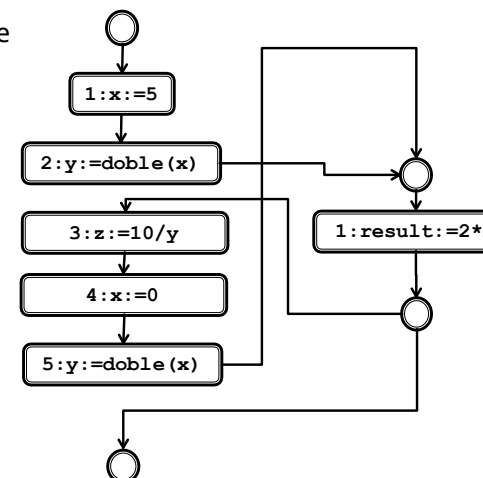 e
1:x:=5
2:y:=doble(x)
3:z:=10/y
1:result:=2*
4:x:=0
5:y:=doble(x)